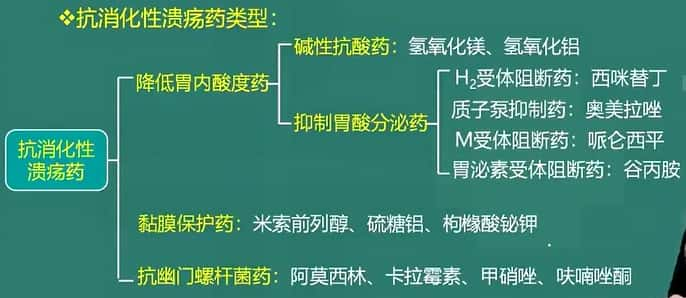 ❖抗消化性溃疡药类型：
碱性抗酸药：氢氧化镁、氢氧化铝
降低胃内酸度药
H₂受体阻断药：西咪替丁
质子泵抑制药：奥美拉唑
抑制胃酸分泌药
M受体阻断药：哌仑西平
胃泌素受体阻断药：谷丙胺
抗消化性
溃疡药
黏膜保护药：米索前列醇、硫糖铝、枸橼酸铋钾
抗幽门螺杆菌药：阿莫西林、卡拉霉素、甲硝唑、呋喃唑酮